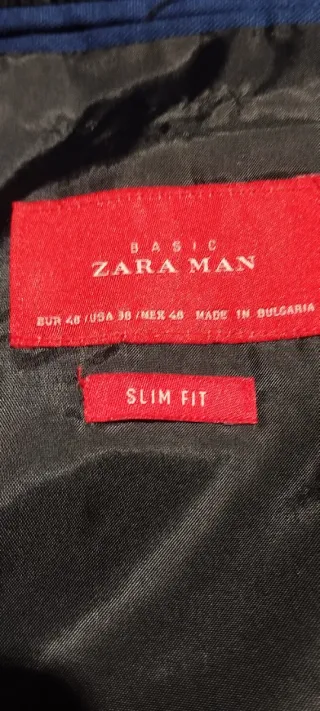 BASIC
ZARA MAN
EUR 48 / USA 38 / MEX 48 MADE IN BULGARIA
SLIM FIT